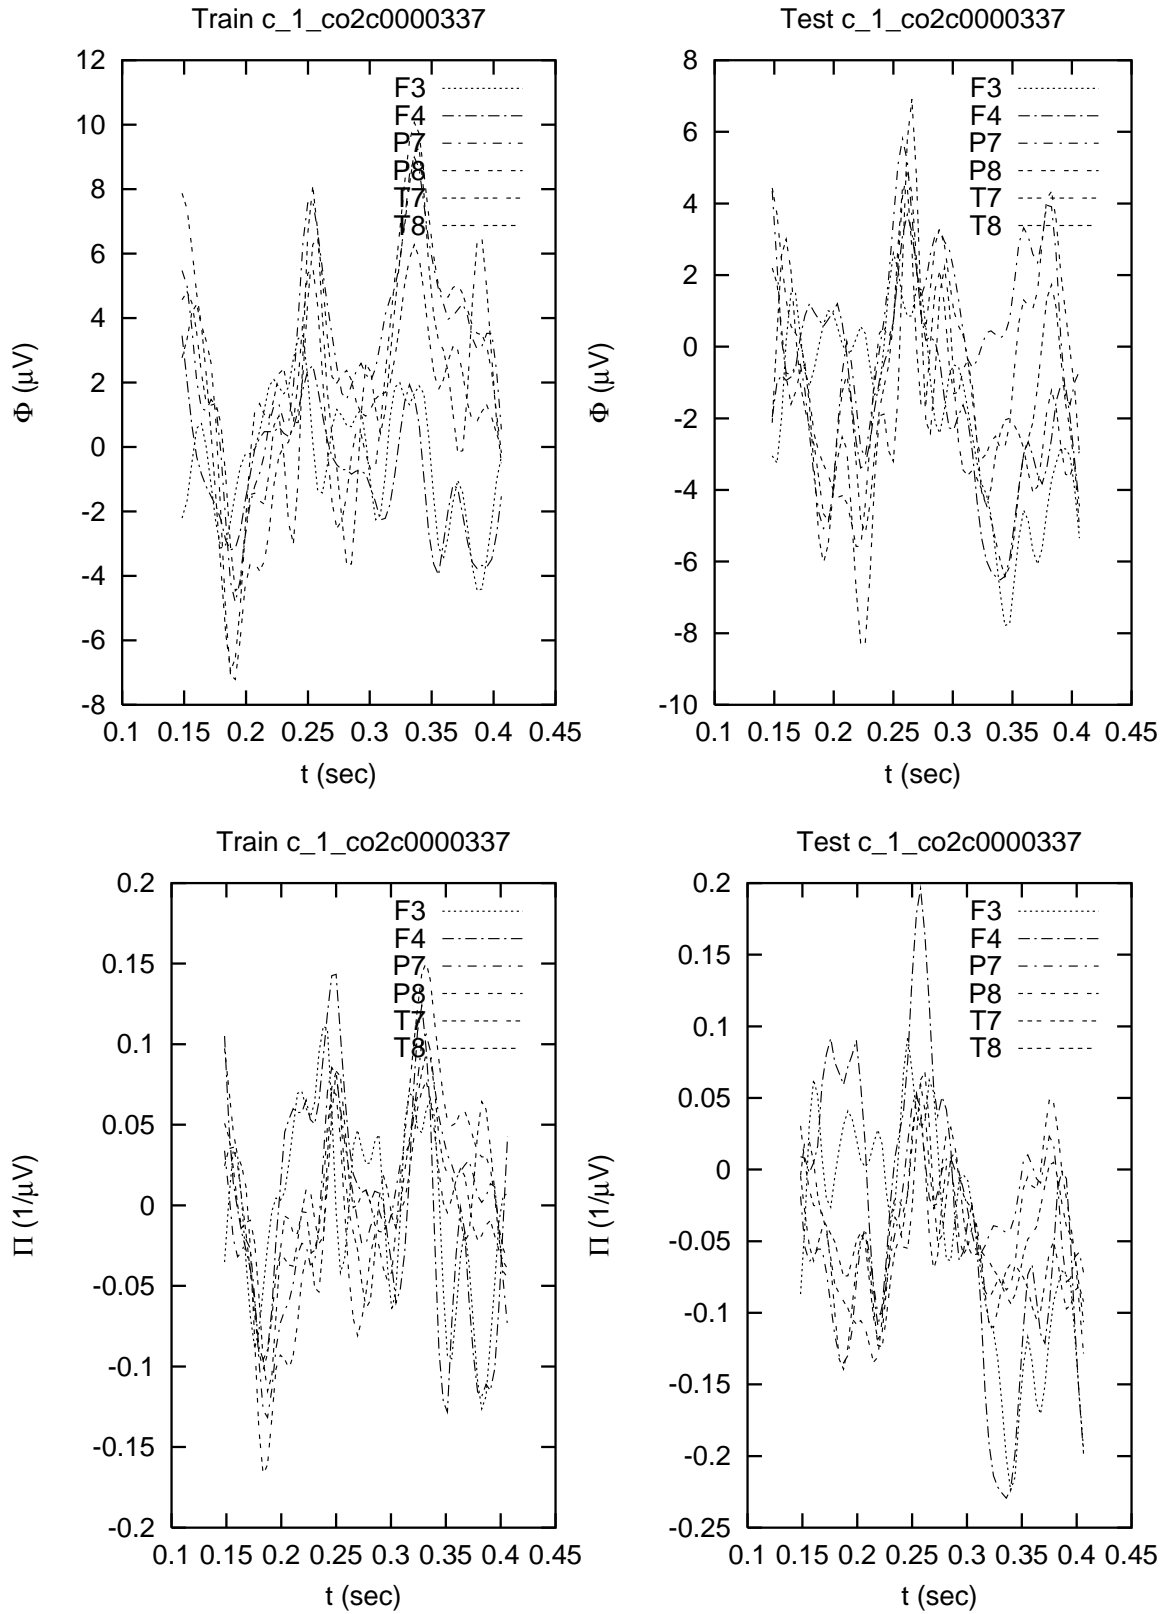 Train c_1_co2c0000337
12
10
8
6
4
2
0
-2
-4
-6
-8
0.1 0.15 0.2 0.25 0.3 0.35 0.4 0.45
Φ (μV)
t (sec)
F3
F4
P7
P8
T7
T8
Test c_1_co2c0000337
8
6
4
2
0
-2
-4
-6
-8
-10
0.1 0.15 0.2 0.25 0.3 0.35 0.4 0.45
Φ (μV)
t (sec)
F3
F4
P7
P8
T7
T8
Train c_1_co2c0000337
0.2
0.15
0.1
0.05
0
-0.05
-0.1
-0.15
-0.2
0.1 0.15 0.2 0.25 0.3 0.35 0.4 0.45
Π (1/μV)
t (sec)
F3
F4
P7
P8
T7
T8
Test c_1_co2c0000337
0.2
0.15
0.1
0.05
0
-0.05
-0.1
-0.15
-0.2
-0.25
0.1 0.15 0.2 0.25 0.3 0.35 0.4 0.45
Π (1/μV)
t (sec)
F3
F4
P7
P8
T7
T8